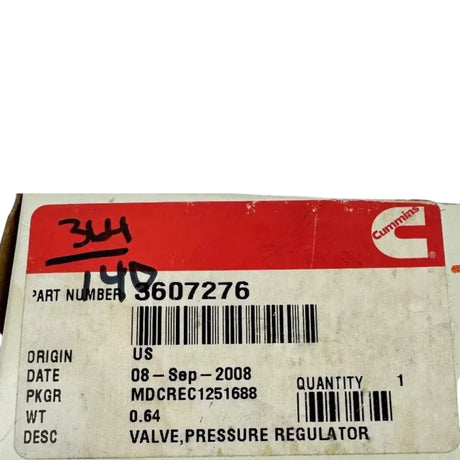 364
140
Cummins
PART NUMBER 3607276
ORIGIN US
DATE 08-Sep-2008
PKGR MDCREC1251688
QUANTITY 1
WT 0.64
DESC VALVE,PRESSURE REGULATOR